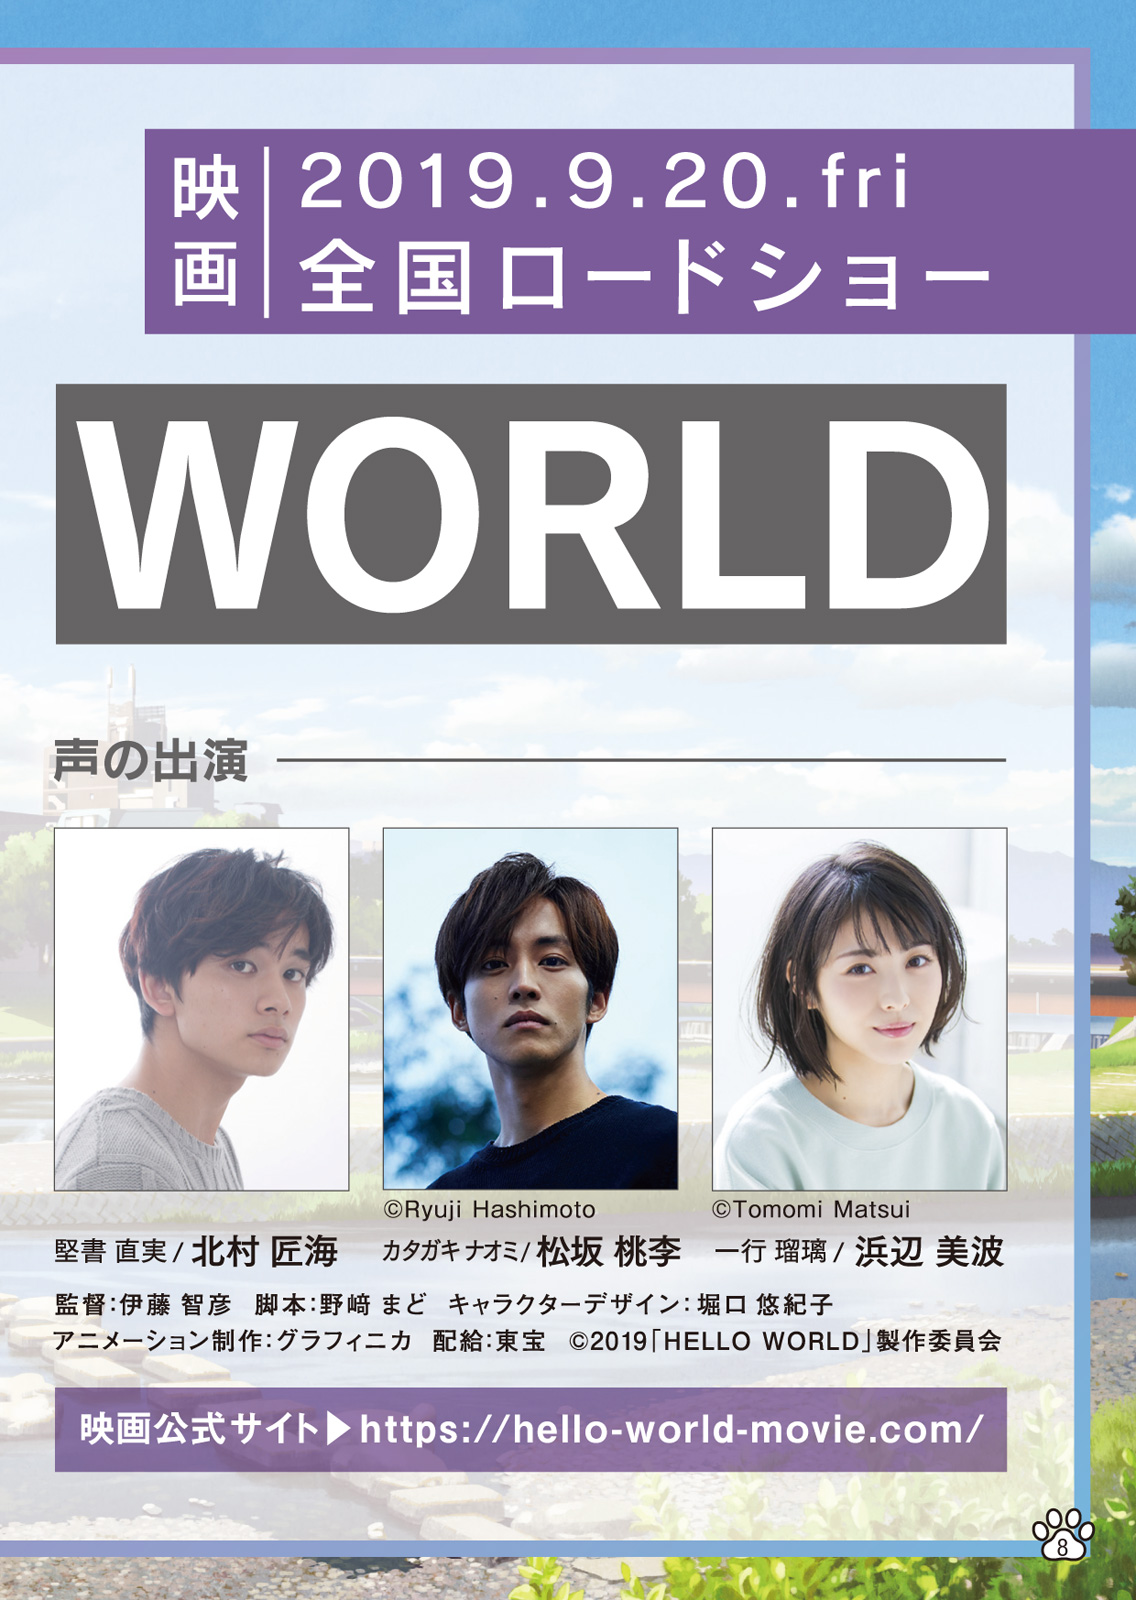 映画
2019.9.20.fri
全国ロードショー
WORLD
声の出演
©Ryuji Hashimoto
©Tomomi Matsui
堅書 直実/北村 匠海
カタガキ ナオミ/松坂 桃李
一行 瑠璃/浜辺 美波
監督:伊藤 智彦 脚本:野﨑 まど キャラクターデザイン:堀口 悠紀子
アニメーション制作:グラフィニカ 配給:東宝 ©2019「HELLO WORLD」製作委員会
映画公式サイト▶https://hello-world-movie.com/
8